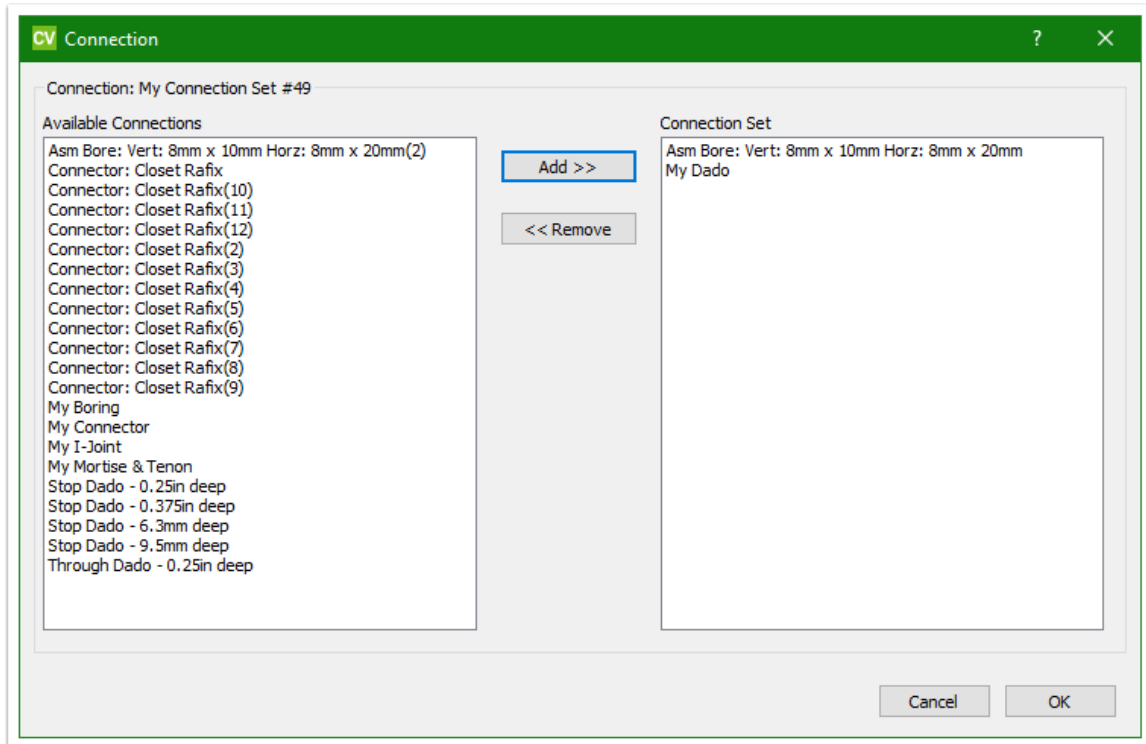 CV Connection ?
Connection: My Connection Set #49
Available Connections
Asm Bore: Vert: 8mm x 10mm Horz: 8mm x 20mm(2)
Connector: Closet Rafix
Connector: Closet Rafix(10)
Connector: Closet Rafix(11)
Connector: Closet Rafix(12)
Connector: Closet Rafix(2)
Connector: Closet Rafix(3)
Connector: Closet Rafix(4)
Connector: Closet Rafix(5)
Connector: Closet Rafix(6)
Connector: Closet Rafix(7)
Connector: Closet Rafix(8)
Connector: Closet Rafix(9)
My Boring
My Connector
My I-Joint
My Mortise & Tenon
Stop Dado - 0.25in deep
Stop Dado - 0.375in deep
Stop Dado - 6.3mm deep
Stop Dado - 9.5mm deep
Through Dado - 0.25in deep
Add >>
<< Remove
Connection Set
Asm Bore: Vert: 8mm x 10mm Horz: 8mm x 20mm
My Dado
Cancel
OK